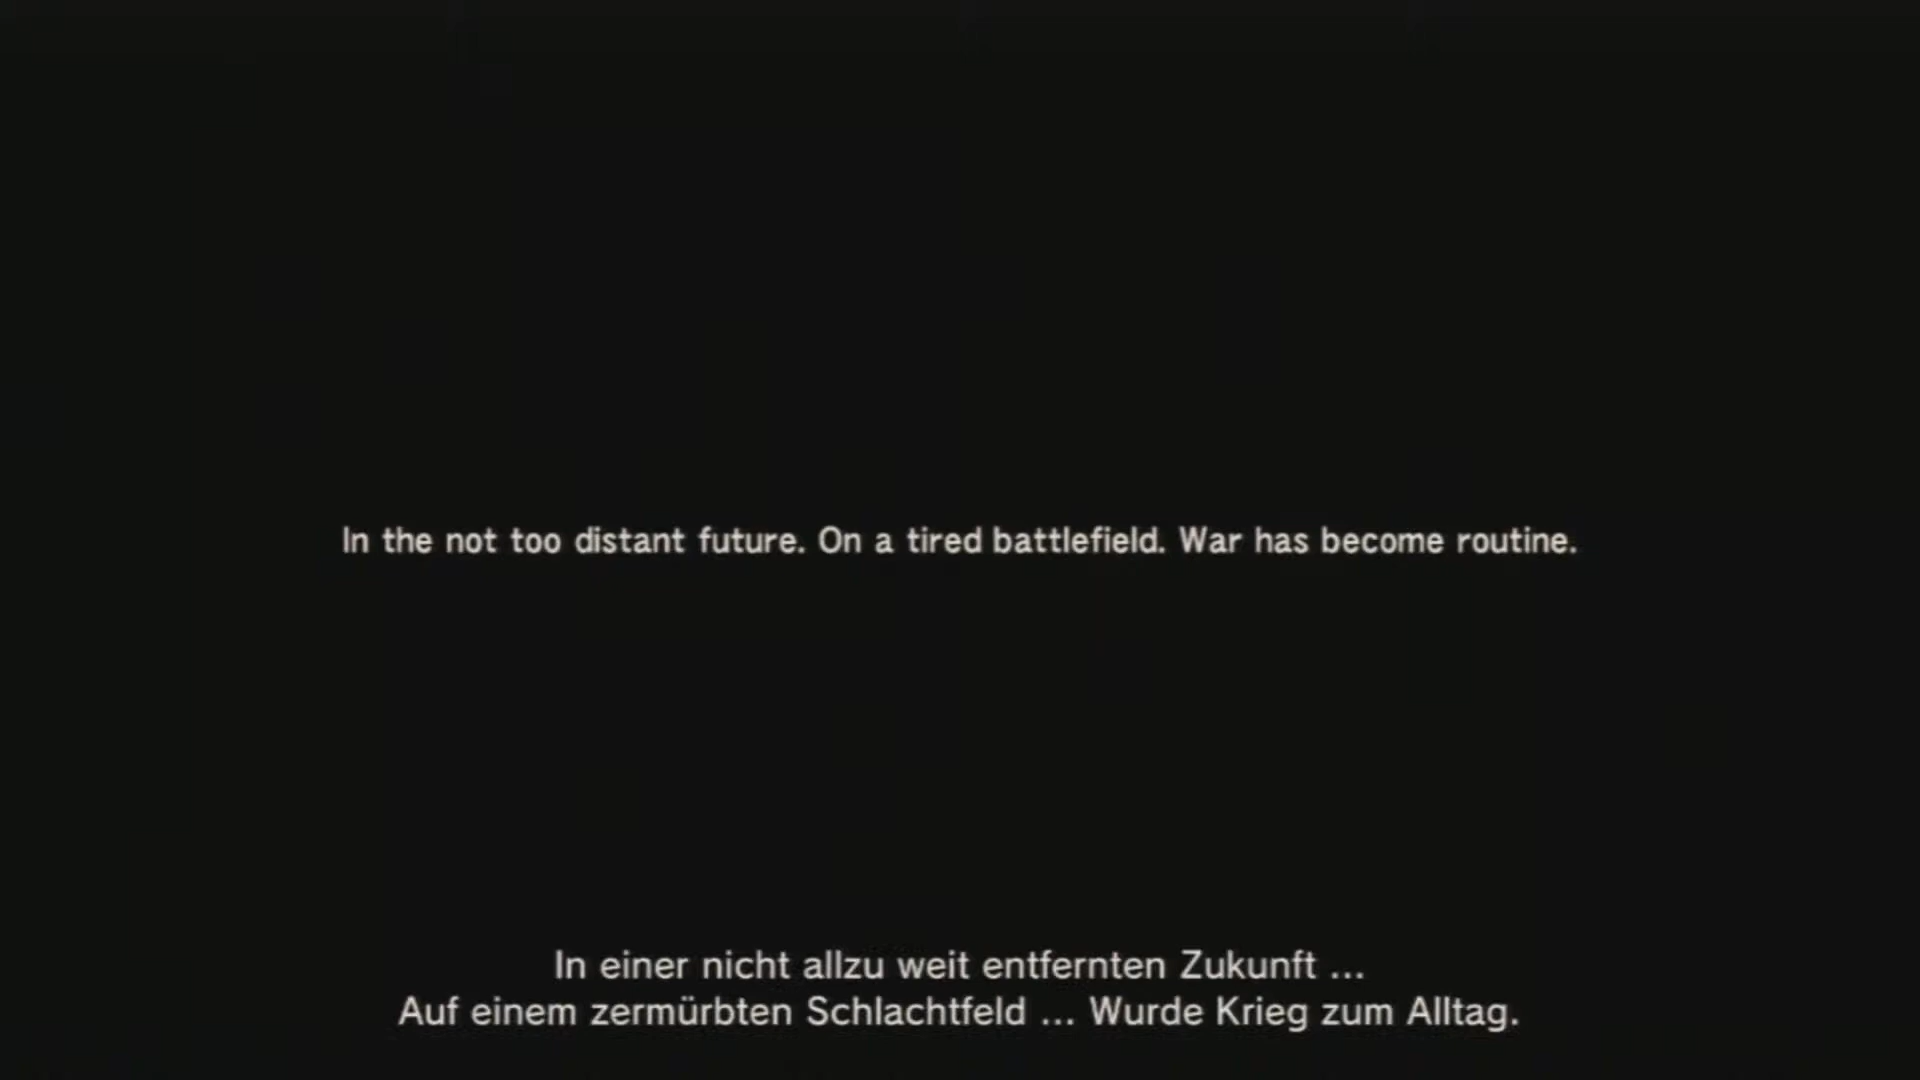 In the not too distant future. On a tired battlefield. War has become routine.
In einer nicht allzu weit entfernten Zukunft ...
Auf einem zermürbten Schlachtfeld ... Wurde Krieg zum Alltag.